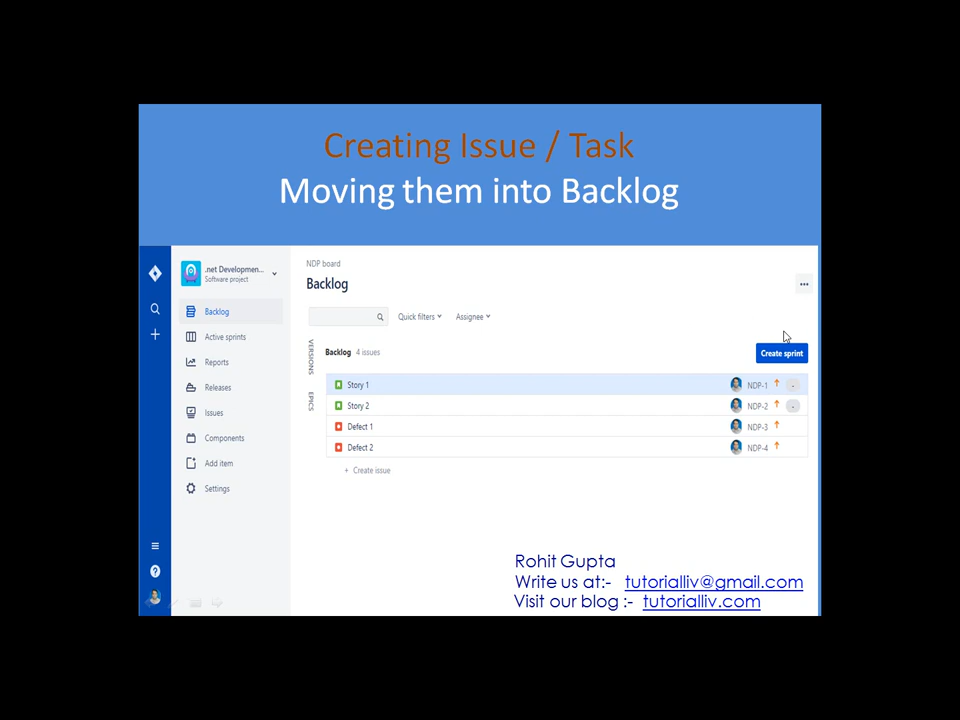 Creating Issue / Task
Moving them into Backlog
.net Developmen...
Software project
Backlog
Active sprints
Reports
Releases
Issues
Components
Add item
Settings
NDP board
Backlog
Quick filters
Assignee
VERSIONS
EPICS
Backlog 4 issues
Create sprint
Story 1 NDP-1 -
Story 2 NDP-2 -
Defect 1 NDP-3
Defect 2 NDP-4
+ Create issue
Rohit Gupta
Write us at:- tutorialliv@gmail.com
Visit our blog :- tutorialliv.com